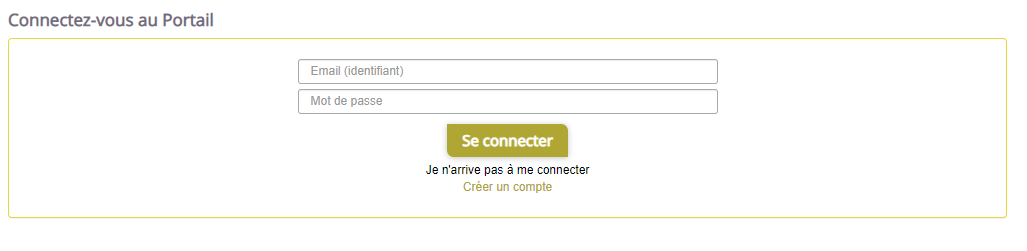 Connectez-vous au Portail
Email (identifiant)
Mot de passe
Se connecter
Je n'arrive pas à me connecter
Créer un compte